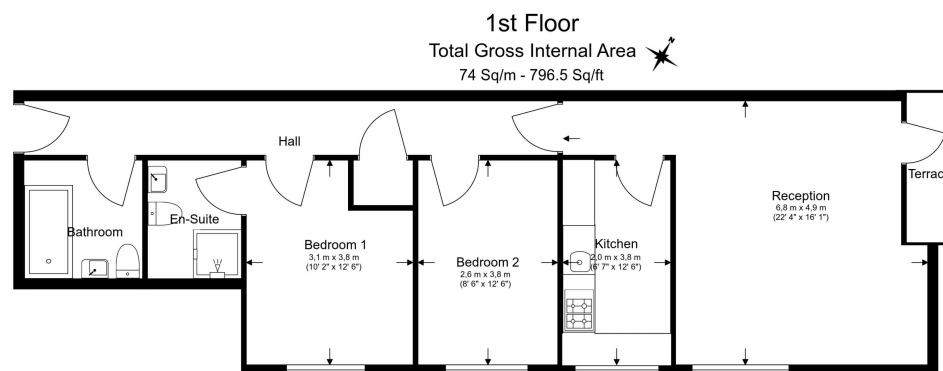 1st Floor
Total Gross Internal Area
N
74 Sq/m - 796.5 Sq/ft
Hall
Terrac
Reception
6,8 m x 4,9 m
(22' 4" x 16' 1")
En-Suite
Bathroom
Bedroom 1
3,1 m x 3,8 m
(10' 2" x 12' 6")
Kitchen
2,0 m x 3,8 m
(6' 7" x 12' 6")
Bedroom 2
2,6 m x 3,8 m
(8' 6" x 12' 6")